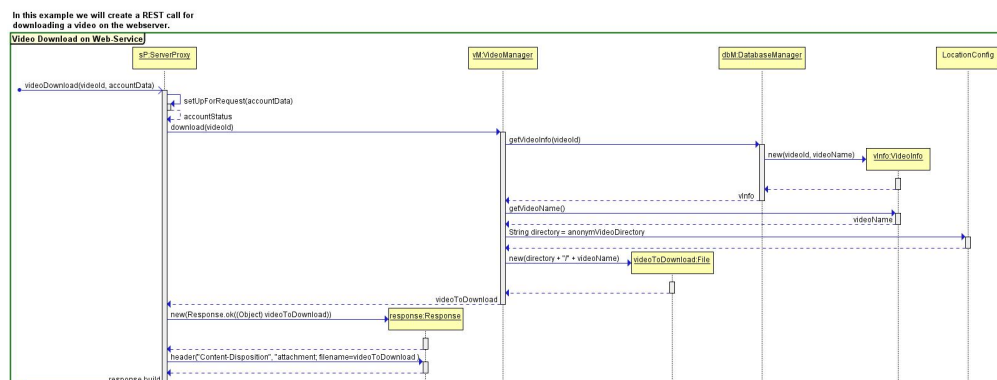 In this example we will create a REST call for
downloading a video on the webserver.
Video Download on Web-Service
sP:ServerProxy
vM:VideoManager
dbM:DatabaseManager
LocationConfig
videoDownload(videoId, accountData)
setUpForRequest(accountData)
accountStatus
download(videoId)
getVideoInfo(videoId)
new(videoId, videoName)
vInfo:VideoInfo
vInfo
getVideoName()
videoName
String directory = anonymVideoDirectory
new(directory + "/" + videoName)
videoToDownload:File
videoToDownload
new(Response.ok((Object) videoToDownload))
response:Response
header("Content-Disposition", "attachment; filename=videoToDownload )
response.build